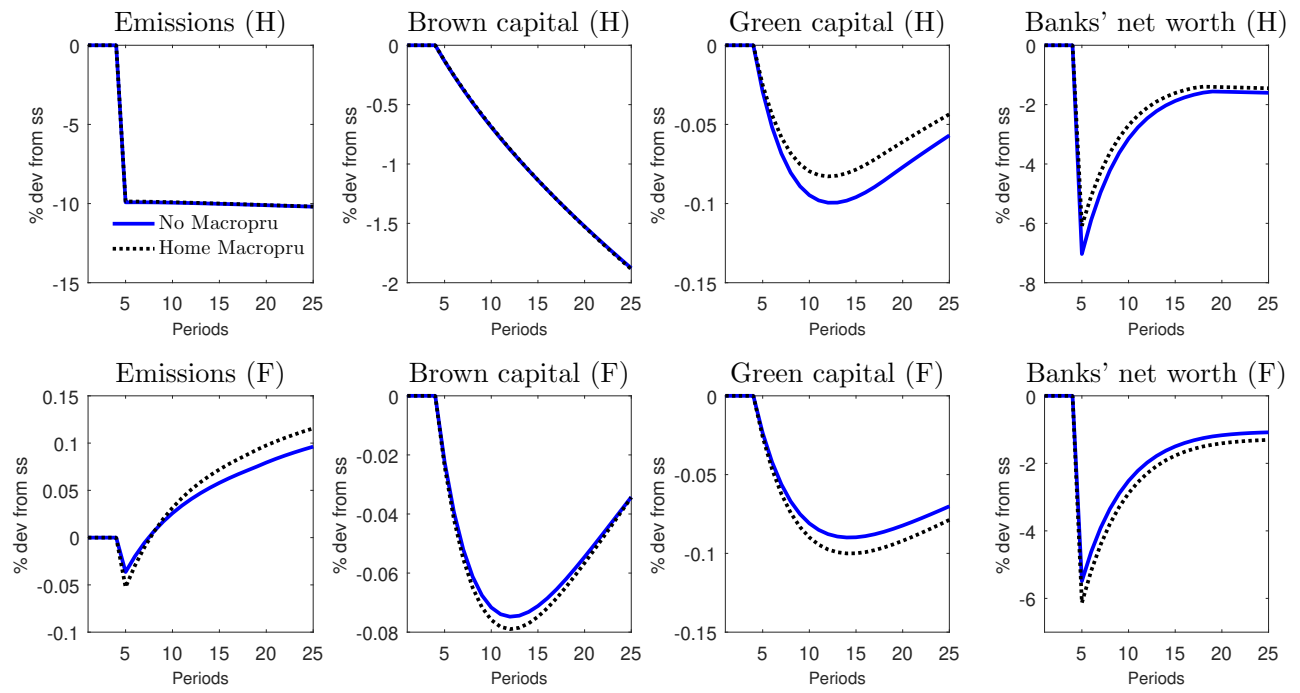 Emissions (H)
% dev from ss
0
-5
-10
-15
No Macropru
Home Macropru
5 10 15 20 25
Periods
Brown capital (H)
% dev from ss
0
-0.5
-1
-1.5
-2
5 10 15 20 25
Periods
Green capital (H)
% dev from ss
0
-0.05
-0.1
-0.15
5 10 15 20 25
Periods
Banks' net worth (H)
% dev from ss
0
-2
-4
-6
-8
5 10 15 20 25
Periods
Emissions (F)
% dev from ss
0.15
0.1
0.05
0
-0.05
-0.1
5 10 15 20 25
Periods
Brown capital (F)
% dev from ss
0
-0.02
-0.04
-0.06
-0.08
5 10 15 20 25
Periods
Green capital (F)
% dev from ss
0
-0.05
-0.1
-0.15
5 10 15 20 25
Periods
Banks' net worth (F)
% dev from ss
0
-2
-4
-6
5 10 15 20 25
Periods